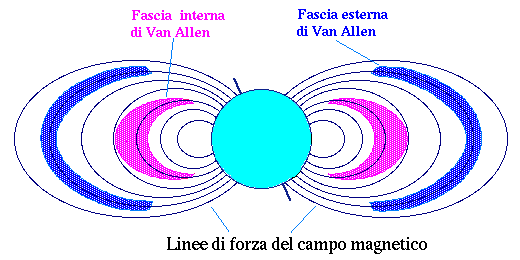 Fascia interna
di Van Allen
Fascia esterna
di Van Allen
Linee di forza del campo magnetico